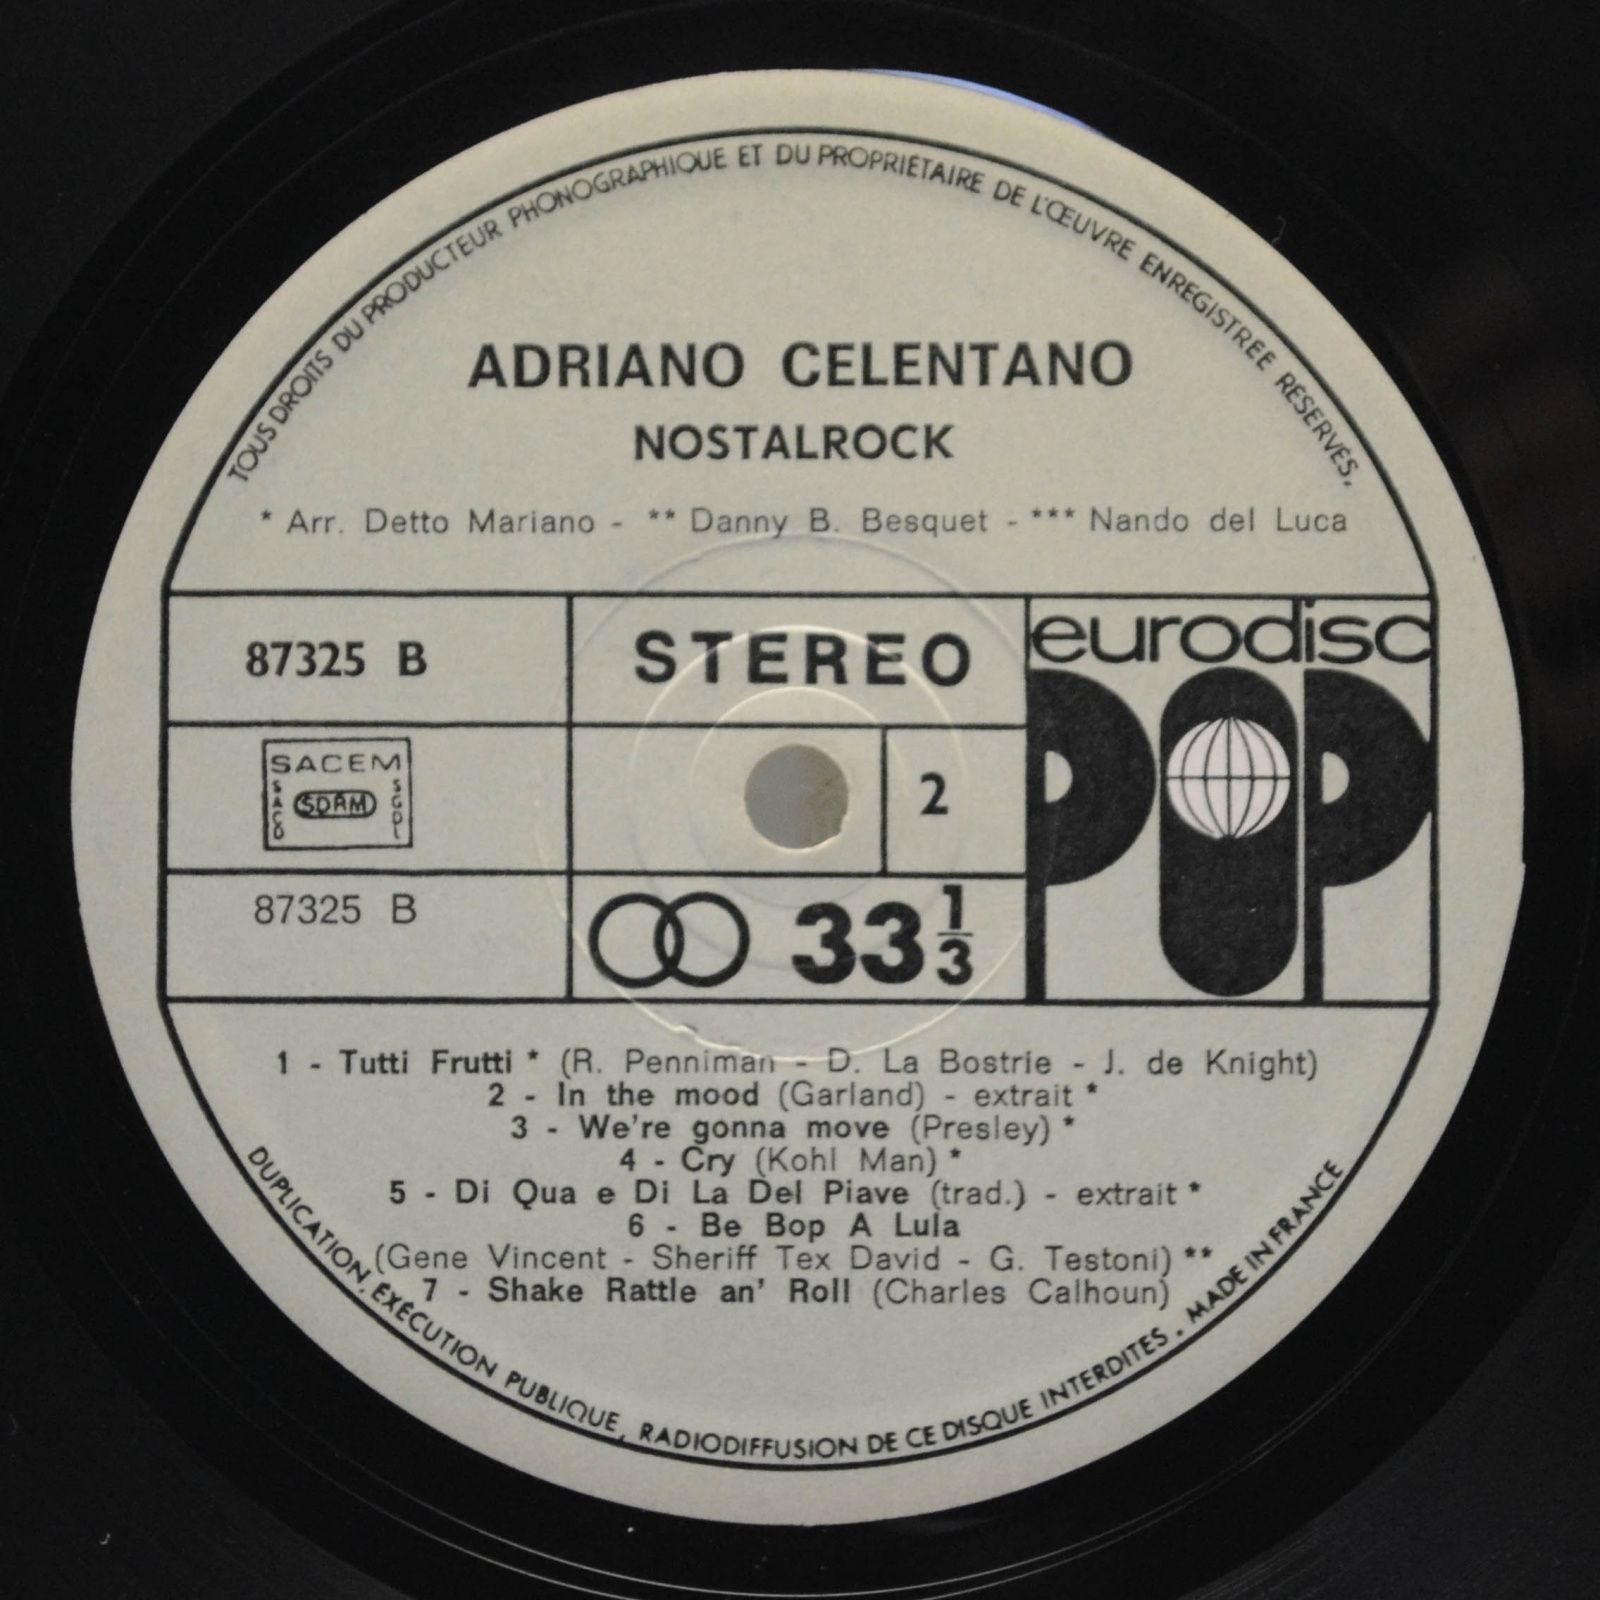 TOUS DROITS DU PRODUCTEUR PHONOGRAPHIQUE ET DU PROPRIÉTAIRE DE L'ŒUVRE ENREGISTRÉE RÉSERVÉS.
ADRIANO CELENTANO
NOSTALROCK
* Arr. Detto Mariano - ** Danny B. Besquet - *** Nando del Luca
87325 B
STEREO
eurodisc
POP
SACEM
SACD
SDRM
SGDL
2
87325 B
33 1/3
1 - Tutti Frutti * (R. Penniman - D. La Bostrie - J. de Knight)
2 - In the mood (Garland) - extrait *
3 - We're gonna move (Presley) *
4 - Cry (Kohl Man) *
5 - Di Qua e Di La Del Piave (trad.) - extrait *
6 - Be Bop A Lula
(Gene Vincent - Sheriff Tex David - G. Testoni) **
7 - Shake Rattle an' Roll (Charles Calhoun)
DUPLICATION, EXÉCUTION PUBLIQUE, RADIODIFFUSION DE CE DISQUE INTERDITES. MADE IN FRANCE